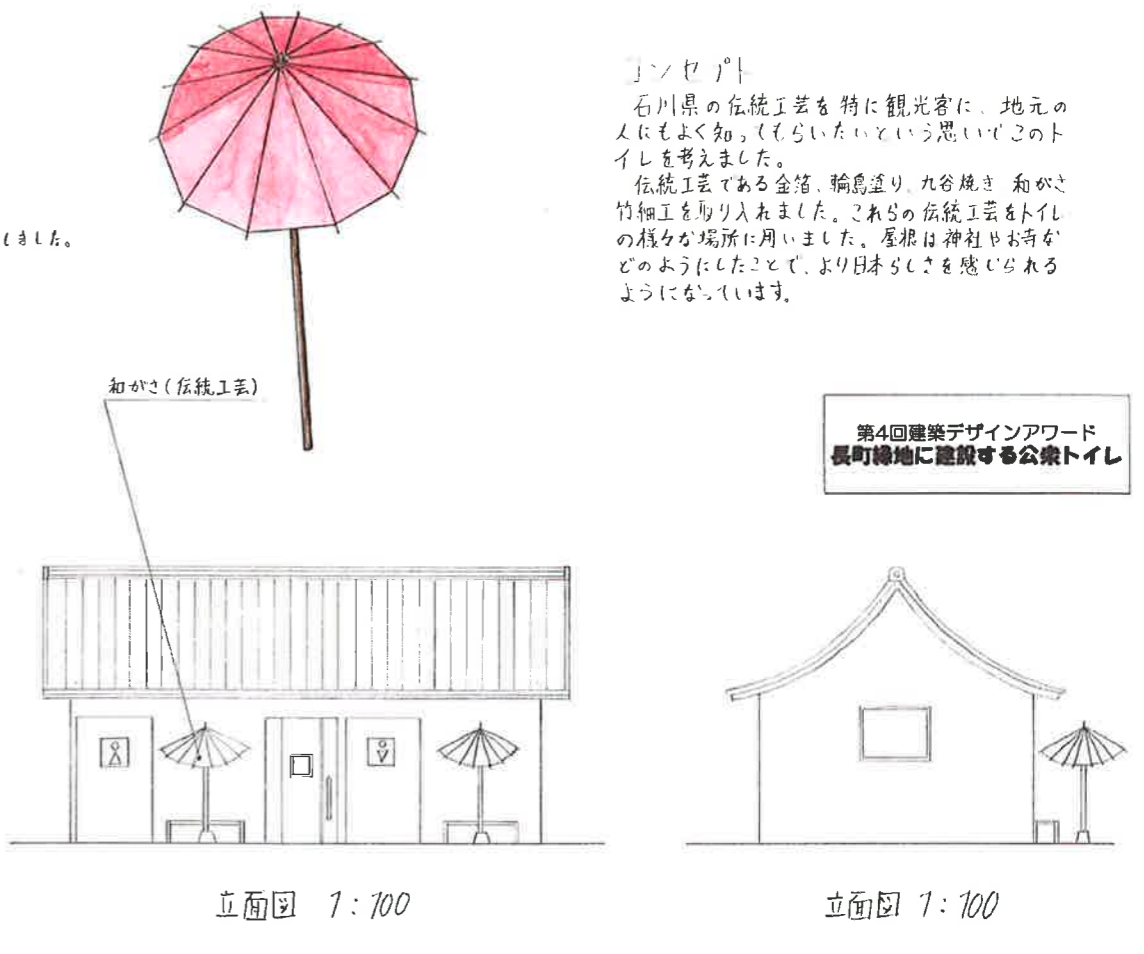 コンセプト
石川県の伝統工芸を特に観光客に、地元の
人にもよく知ってもらいたいという思いでこのト
イレを考えました。
伝統工芸である金箔、輪島塗り、九谷焼き 和がさ
竹細工を取り入れました。これらの伝統工芸をトイレ
の様々な場所に用いました。屋根は神社やお寺な
どのようにしたことで、より日本らしさを感じられる
ようになっています。
しました。
和がさ(伝統工芸)
第4回建築デザインアワード
長町緑地に建設する公衆トイレ
立面図 1:100
立面図 1:100